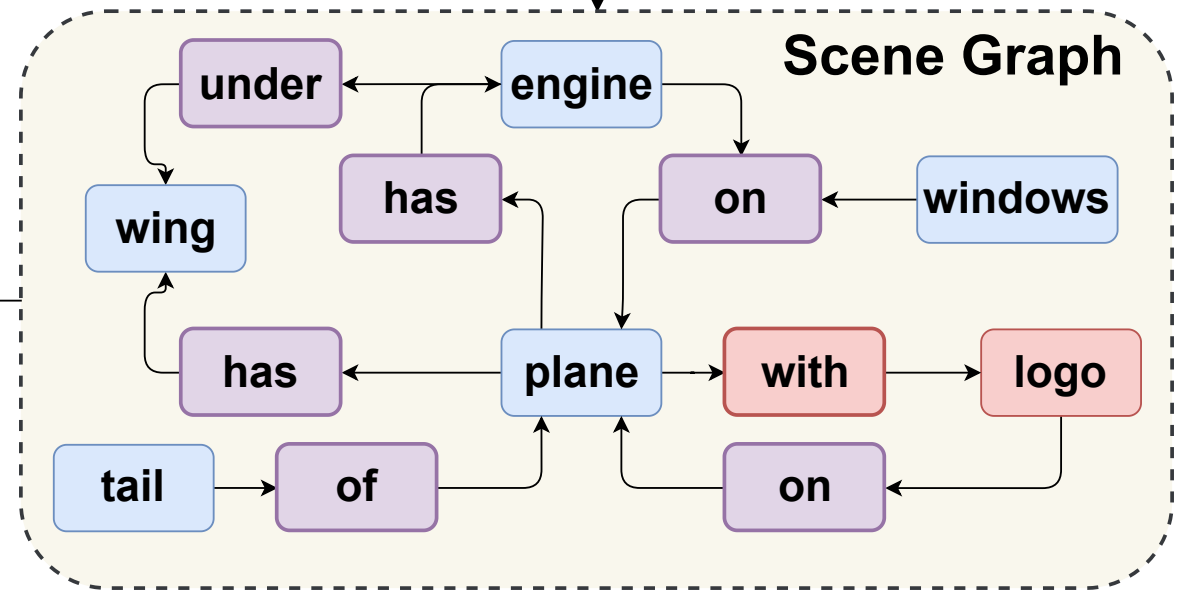 Scene Graph
under
engine
has
on
windows
wing
has
plane
with
logo
tail
of
on